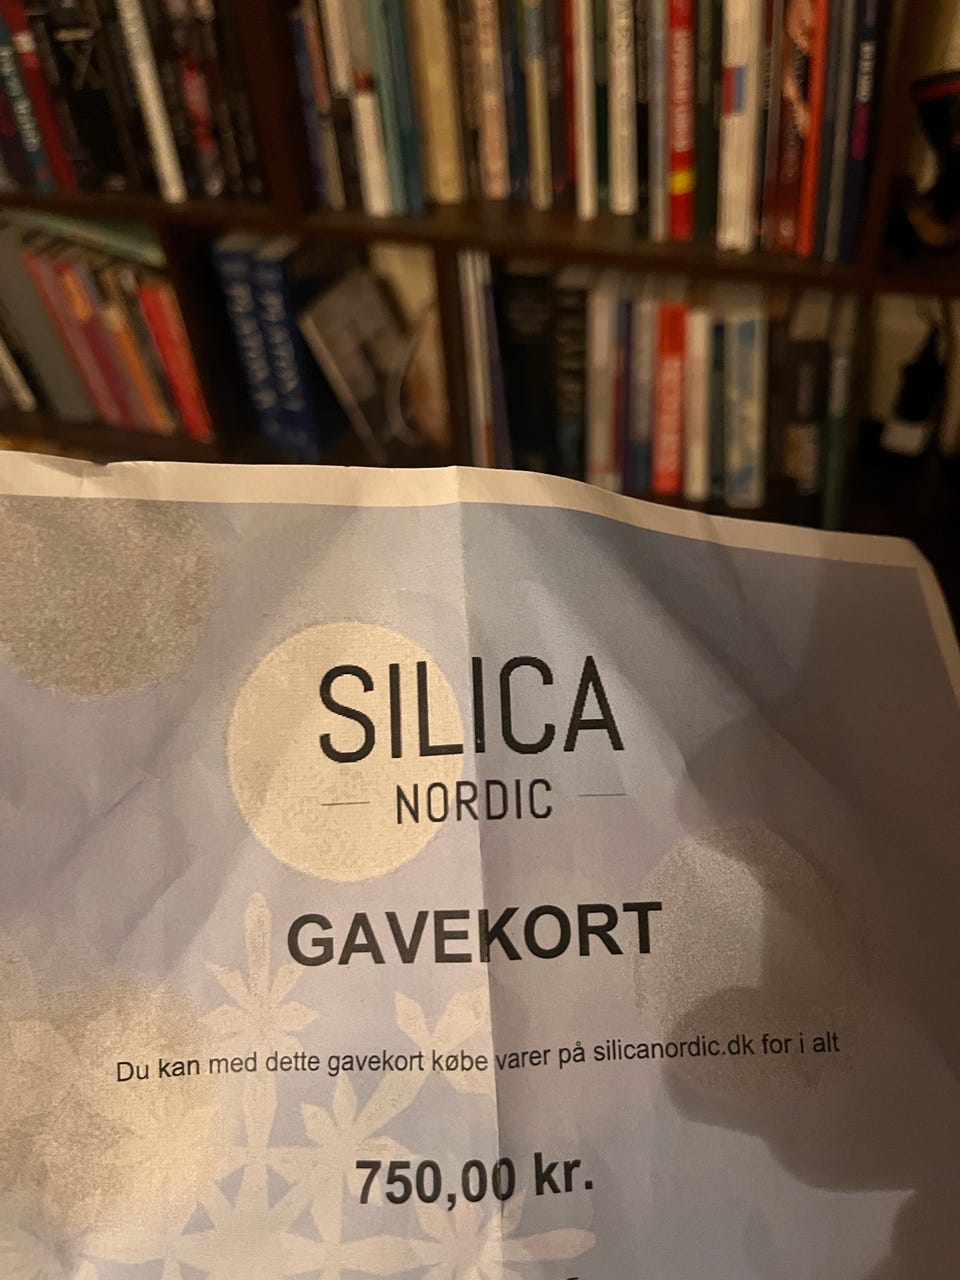 SILICA
NORDIC
GAVEKORT
Du kan med dette gavekort købe varer på silicanordic.dk for i alt
750,00 kr.